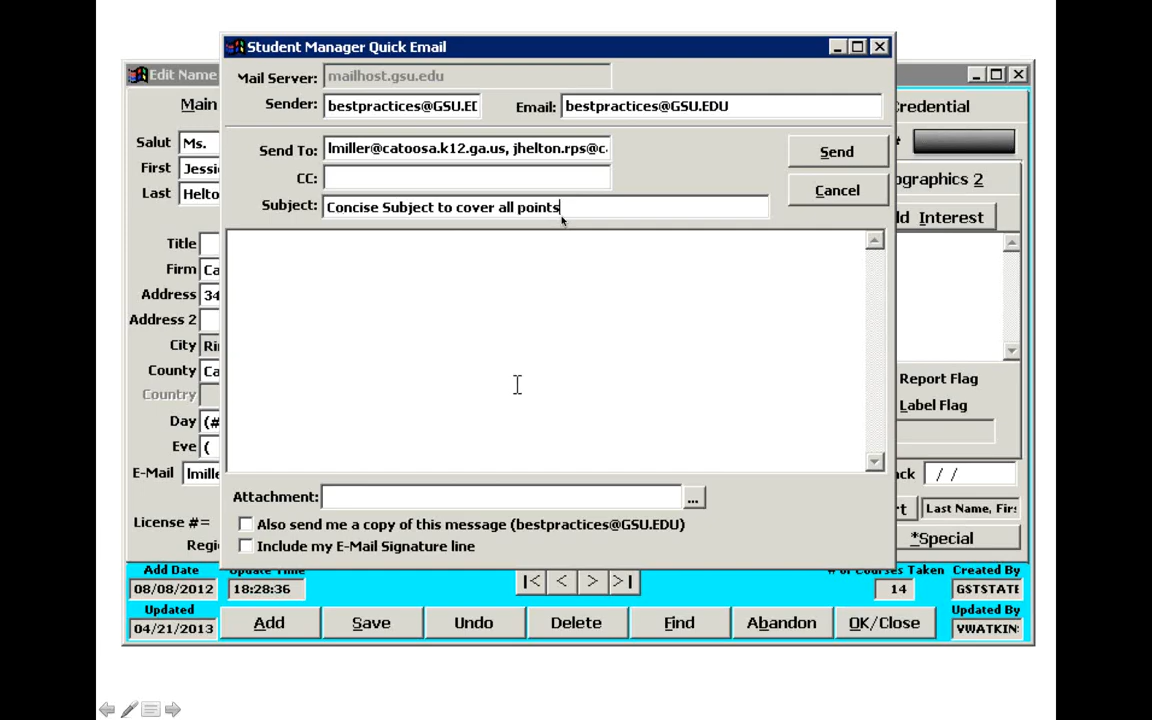 Student Manager Quick Email
Mail Server: mailhost.gsu.edu
Sender: bestpractices@GSU.EC Email: bestpractices@GSU.EDU
Send To: lmiller@catoosa.k12.ga.us, jhelton.rps@c
CC:
Subject: Concise Subject to cover all points
Send
Cancel
Attachment: ...
Also send me a copy of this message (bestpractices@GSU.EDU)
Include my E-Mail Signature line
Edit Name
Main
Credential
Salut Ms.
First Jessi
Last Helto
ographics 2
d Interest
Title
Firm Ca
Address 34
Address 2
City Ri
County Ca
Country
Day (#
Eve (
E-Mail lmille
Report Flag
Label Flag
ck / /
License #=
rt Last Name, Firs
Regi
*Special
Add Date Update Time # of Courses Taken Created By
08/08/2012 18:28:36 |< < > >| 14 GSTSTATE
Updated Updated By
04/21/2013 Add Save Undo Delete Find Abandon OK/Close VWATKIN